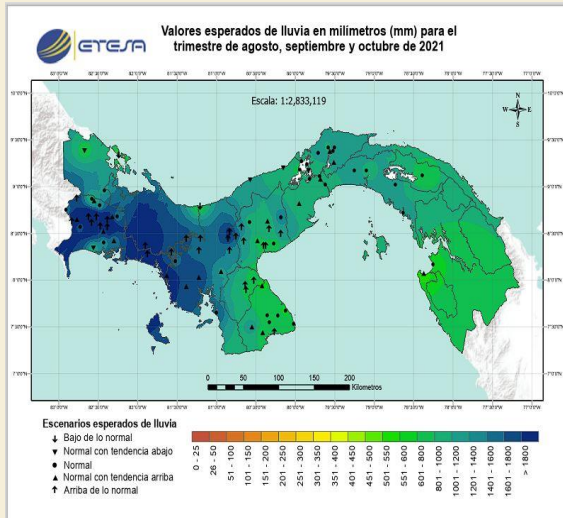 ETESA
Valores esperados de lluvia en milímetros (mm) para el
trimestre de agosto, septiembre y octubre de 2021
Escala: 1:2,833,119
N
W E
S
0 50 100 150 200
Kilometros
Escenarios esperados de lluvia
Bajo de lo normal
Normal con tendencia abajo
Normal
Normal con tendencia arriba
Arriba de lo normal
0 - 25
26 - 50
51 - 100
101 - 150
151 - 200
201 - 250
251 - 300
301 - 350
351 - 400
401 - 450
451 - 500
501 - 550
551 - 600
601 - 800
801 - 1000
1001 - 1200
1201 - 1400
1401 - 1600
1601 - 1800
> 1800